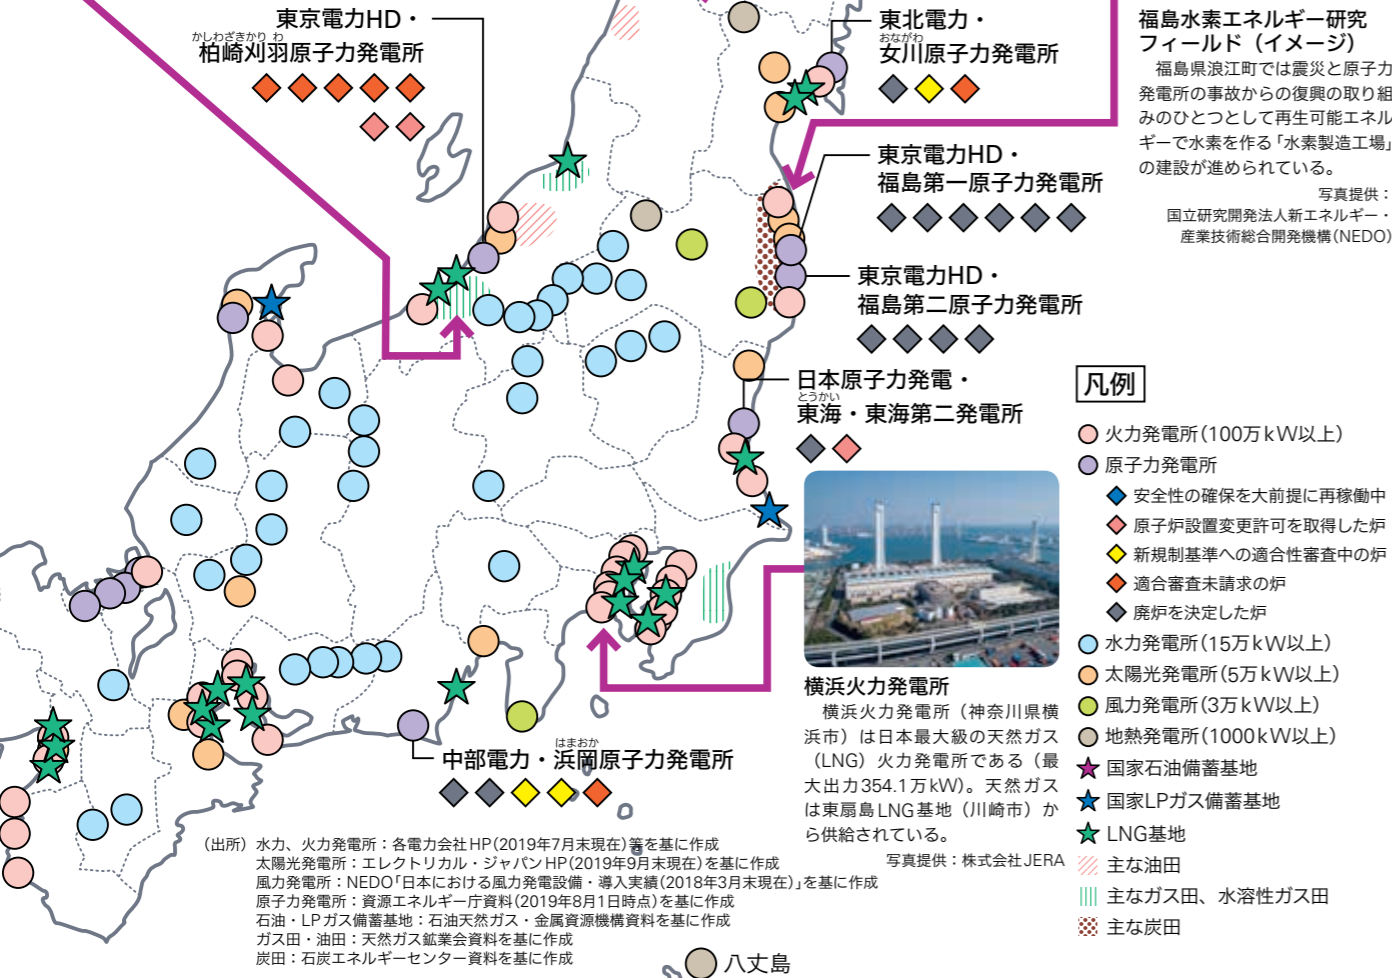 東京電力HD・
かしわざきかりわ
柏崎刈羽原子力発電所
東北電力・
おながわ
女川原子力発電所
福島水素エネルギー研究
フィールド（イメージ）
福島県浪江町では震災と原子力
発電所の事故からの復興の取り組
みのひとつとして再生可能エネル
ギーで水素を作る「水素製造工場」
の建設が進められている。
写真提供：
国立研究開発法人新エネルギー・
産業技術総合開発機構（NEDO）
東京電力HD・
福島第一原子力発電所
東京電力HD・
福島第二原子力発電所
日本原子力発電・
とうかい
東海・東海第二発電所
凡例
火力発電所（100万kW以上）
原子力発電所
安全性の確保を大前提に再稼働中
原子炉設置変更許可を取得した炉
新規制基準への適合性審査中の炉
適合審査未請求の炉
廃炉を決定した炉
水力発電所（15万kW以上）
太陽光発電所（5万kW以上）
風力発電所（3万kW以上）
地熱発電所（1000kW以上）
国家石油備蓄基地
国家LPガス備蓄基地
LNG基地
主な油田
主なガス田、水溶性ガス田
主な炭田
横浜火力発電所
横浜火力発電所（神奈川県横
浜市）は日本最大級の天然ガス
（LNG）火力発電所である（最
大出力354.1万kW）。天然ガス
は東扇島LNG基地（川崎市）か
ら供給されている。
写真提供：株式会社JERA
はまおか
中部電力・浜岡原子力発電所
（出所）水力、火力発電所：各電力会社HP（2019年7月末現在）等を基に作成
太陽光発電所：エレクトリカル・ジャパンHP（2019年9月末現在）を基に作成
風力発電所：NEDO「日本における風力発電設備・導入実績（2018年3月末現在）」を基に作成
原子力発電所：資源エネルギー庁資料（2019年8月1日時点）を基に作成
石油・LPガス備蓄基地：石油天然ガス・金属資源機構資料を基に作成
ガス田・油田：天然ガス鉱業会資料を基に作成
炭田：石炭エネルギーセンター資料を基に作成
八丈島